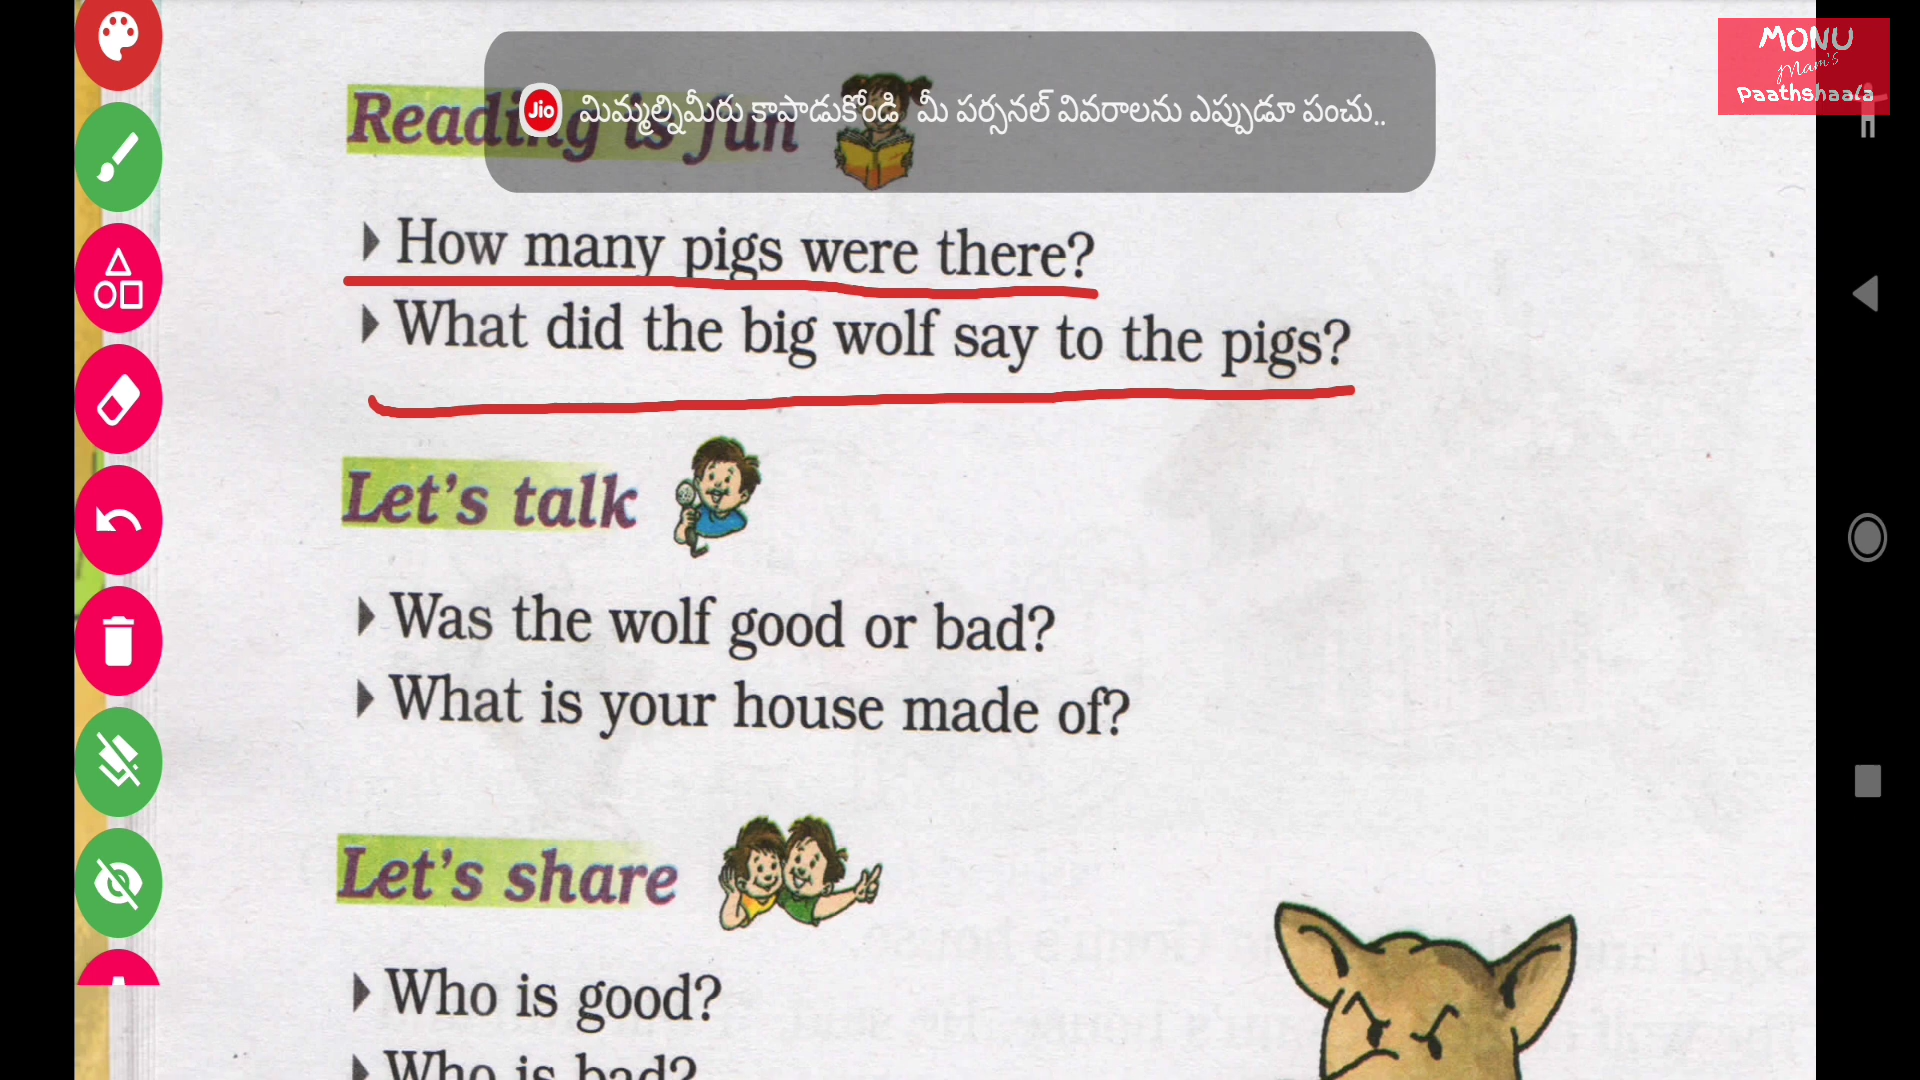 MONU
Mam's
Paathshaala
Reading is fun
Jio మిమ్మల్నిమీరు కాపాడుకోండి మీ పర్సనల్ వివరాలను ఎప్పుడూ పంచు..
How many pigs were there?
What did the big wolf say to the pigs?
Let's talk
Was the wolf good or bad?
What is your house made of?
Let's share
Who is good?
Who is bad?